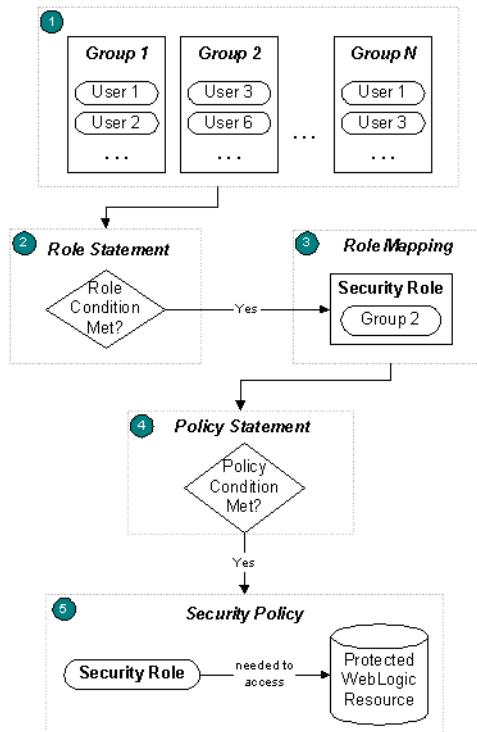 1
Group 1
Group 2
Group N
User 1
User 3
User 1
User 2
User 6
User 3
...
...
...
...
2
Role Statement
3
Role Mapping
Role
Condition
Met?
Yes
Security Role
Group 2
4
Policy Statement
Policy
Condition
Met?
Yes
5
Security Policy
Security Role
needed to
access
Protected
WebLogic
Resource